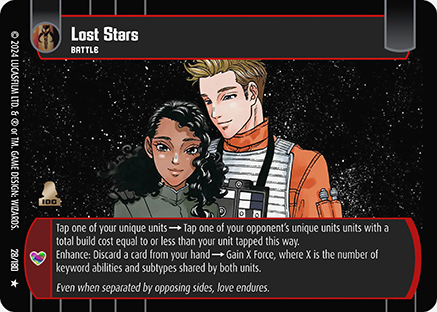 Lost Stars
BATTLE
© 2024 LUCASFILM LTD. & ® or TM. GAME DESIGN: WIZARDS.
28/180
100
Tap one of your unique units → Tap one of your opponent's unique units units with a
total build cost equal to or less than your unit tapped this way.
Enhance: Discard a card from your hand → Gain X Force, where X is the number of
keyword abilities and subtypes shared by both units.
Even when separated by opposing sides, love endures.